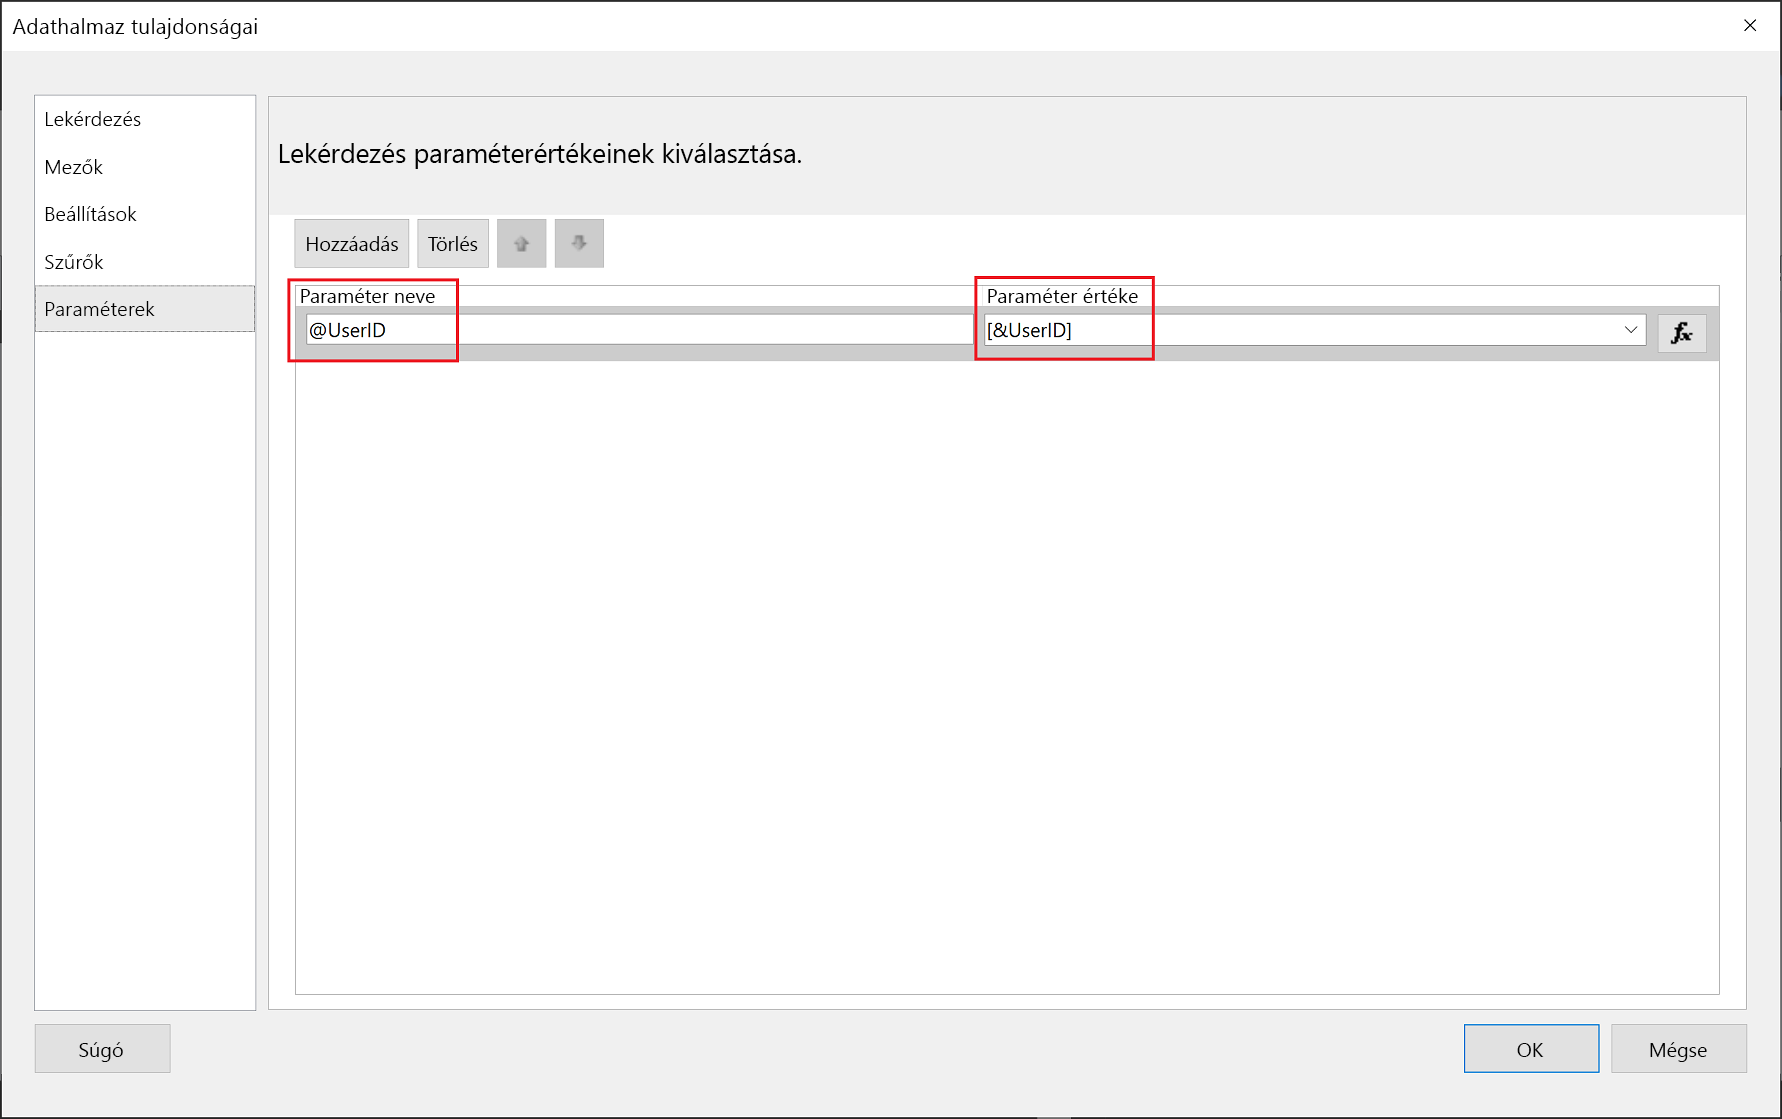 Adathalmaz tulajdonságai
Lekérdezés
Mezők
Beállítások
Szűrők
Paraméterek
Lekérdezés paraméterértékeinek kiválasztása.
Hozzáadás Törlés
Paraméter neve Paraméter értéke
@UserID [&UserID] fx
Súgó OK Mégse